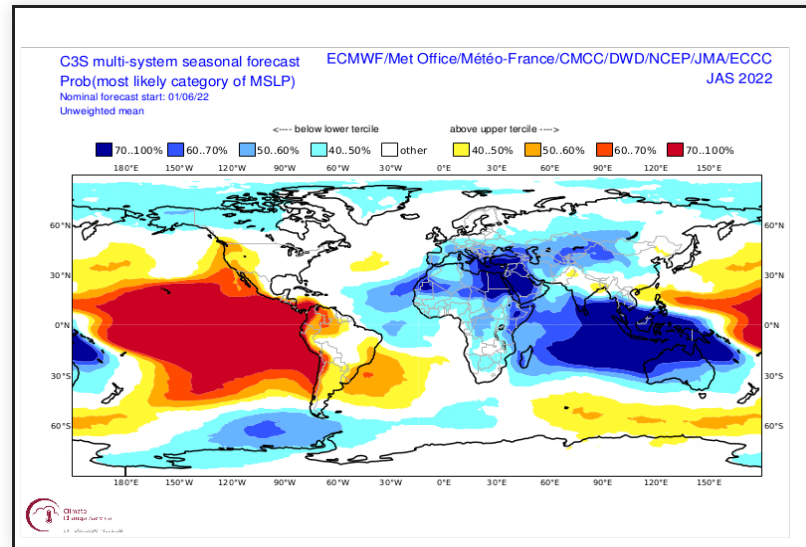 C3S multi-system seasonal forecast
ECMWF/Met Office/Météo-France/CMCC/DWD/NCEP/JMA/ECCC
Prob(most likely category of MSLP)
JAS 2022
Nominal forecast start: 01/06/22
Unweighted mean
<---- below lower tercile above upper tercile ---->
70..100% 60..70% 50..60% 40..50% other 40..50% 50..60% 60..70% 70..100%
180°E 150°W 120°W 90°W 60°W 30°W 0°E 30°E 60°E 90°E 120°E 150°E
60°N 60°N
30°N 30°N
0°N 0°N
30°S 30°S
60°S 60°S
180°E 150°W 120°W 90°W 60°W 30°W 0°E 30°E 60°E 90°E 120°E 150°E
Climate
Change